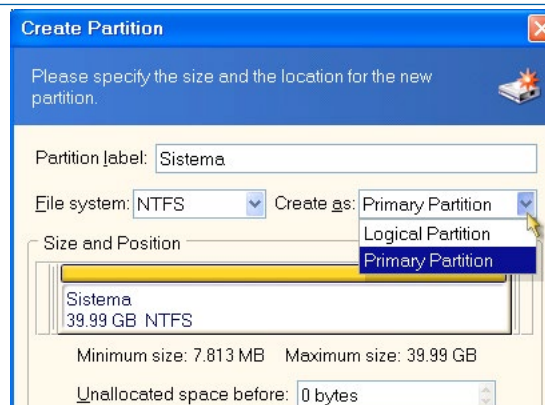 Create Partition
Please specify the size and the location for the new
partition.
Partition label: Sistema
File system: NTFS Create as: Primary Partition
Logical Partition
Primary Partition
Size and Position
Sistema
39.99 GB NTFS
Minimum size: 7.813 MB Maximum size: 39.99 GB
Unallocated space before: 0 bytes